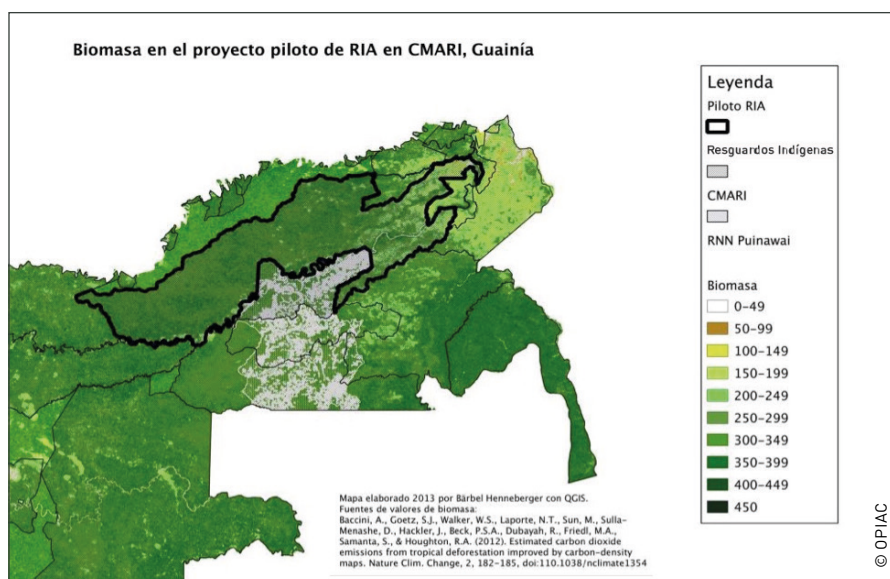 Biomasa en el proyecto piloto de RIA en CMARI, Guainía
Leyenda
Piloto RIA
Resguardos Indígenas
CMARI
RNN Puinawai
Biomasa
0-49
50-99
100-149
150-199
200-249
250-299
300-349
350-399
400-449
450
Mapa elaborado 2013 por Bärbel Henneberger con QGIS.
Fuentes de valores de biomasa:
Baccini, A., Goetz, S.J., Walker, W.S., Laporte, N.T., Sun, M., Sulla-
Menashe, D., Hackler, J., Beck, P.S.A., Dubayah, R., Friedl, M.A.,
Samanta, S., & Houghton, R.A. (2012). Estimated carbon dioxide
emissions from tropical deforestation improved by carbon-density
maps. Nature Clim. Change, 2, 182-185, doi:110.1038/nclimate1354
© OPIAC